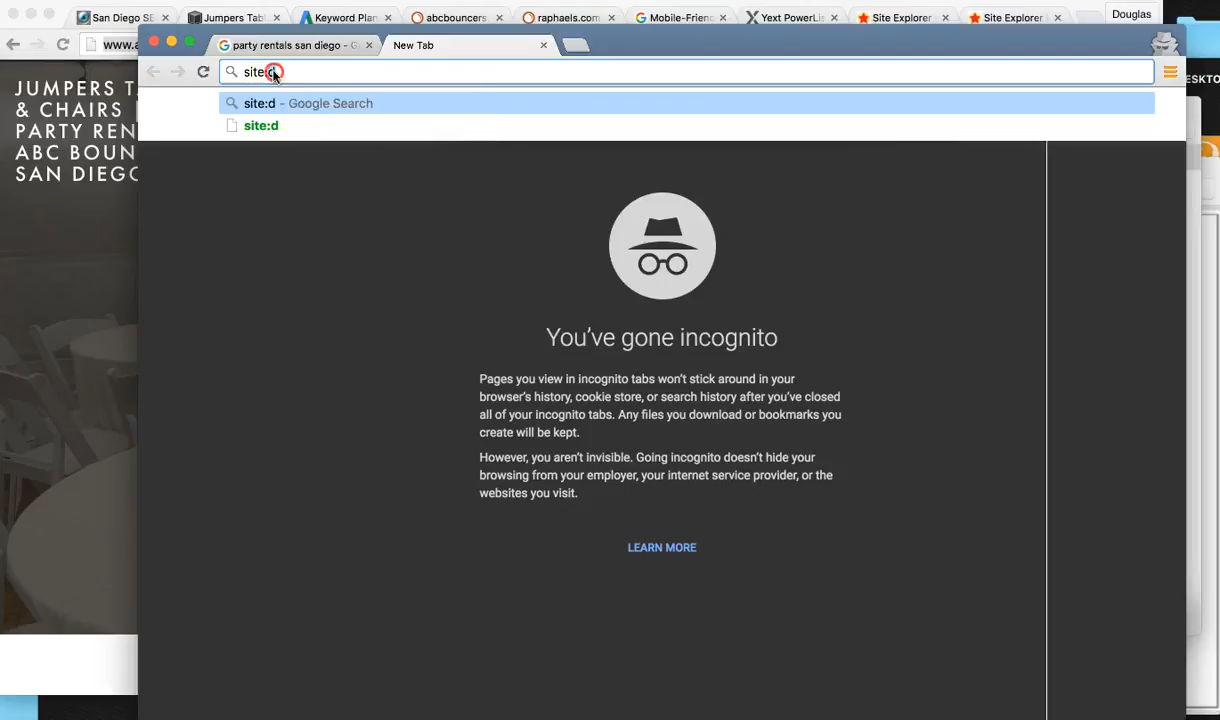 San Diego SE
Jumpers Tab
Keyword Plan
abcbouncers
raphaels.com
Mobile-Frien
Yext PowerLis
Site Explorer
Site Explorer
Douglas
www.a
party rentals san diego - G
New Tab
site:d
site:d - Google Search
site:d
ESKTO
JUMPERS TA
& CHAIRS
PARTY REN
ABC BOUN
SAN DIEGO
You've gone incognito
Pages you view in incognito tabs won't stick around in your
browser's history, cookie store, or search history after you've closed
all of your incognito tabs. Any files you download or bookmarks you
create will be kept.
However, you aren't invisible. Going incognito doesn't hide your
browsing from your employer, your internet service provider, or the
websites you visit.
LEARN MORE